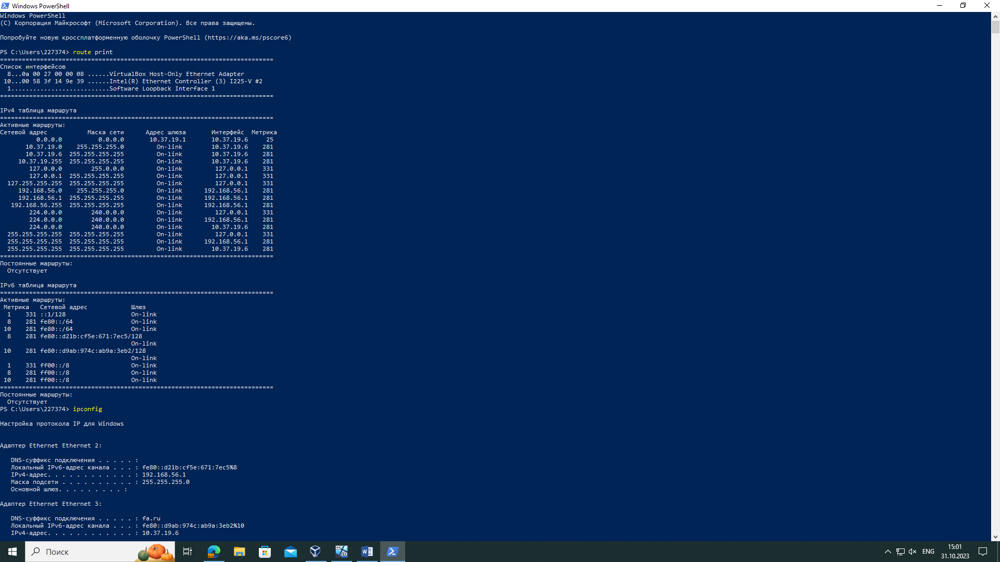 Windows PowerShell
Windows PowerShell
(C) Корпорация Майкрософт (Microsoft Corporation). Все права защищены.
Попробуйте новую кроссплатформенную оболочку PowerShell (https://aka.ms/pscore6)
PS C:\Users\227374> route print
===========================================================================
Список интерфейсов
  8...0a 00 27 00 00 08 ......VirtualBox Host-Only Ethernet Adapter
 10...00 58 3f 14 9e 39 ......Intel(R) Ethernet Controller (3) I225-V #2
  1...........................Software Loopback Interface 1
===========================================================================
IPv4 таблица маршрута
===========================================================================
Активные маршруты:
Сетевой адрес           Маска сети      Адрес шлюза       Интерфейс  Метрика
          0.0.0.0          0.0.0.0       10.37.19.1       10.37.19.6     25
       10.37.19.0    255.255.255.0         On-link        10.37.19.6    281
       10.37.19.6  255.255.255.255         On-link        10.37.19.6    281
     10.37.19.255  255.255.255.255         On-link        10.37.19.6    281
        127.0.0.0        255.0.0.0         On-link         127.0.0.1    331
        127.0.0.1  255.255.255.255         On-link         127.0.0.1    331
  127.255.255.255  255.255.255.255         On-link         127.0.0.1    331
     192.168.56.0    255.255.255.0         On-link      192.168.56.1    281
     192.168.56.1  255.255.255.255         On-link      192.168.56.1    281
   192.168.56.255  255.255.255.255         On-link      192.168.56.1    281
        224.0.0.0        240.0.0.0         On-link         127.0.0.1    331
        224.0.0.0        240.0.0.0         On-link      192.168.56.1    281
        224.0.0.0        240.0.0.0         On-link        10.37.19.6    281
  255.255.255.255  255.255.255.255         On-link         127.0.0.1    331
  255.255.255.255  255.255.255.255         On-link      192.168.56.1    281
  255.255.255.255  255.255.255.255         On-link        10.37.19.6    281
===========================================================================
Постоянные маршруты:
  Отсутствует
IPv6 таблица маршрута
===========================================================================
Активные маршруты:
 Метрика   Сетевой адрес            Шлюз
  1    331 ::1/128                  On-link
  8    281 fe80::/64                On-link
 10    281 fe80::/64                On-link
  8    281 fe80::d21b:cf5e:671:7ec5/128
                                    On-link
 10    281 fe80::d9ab:974c:ab9a:3eb2/128
                                    On-link
  1    331 ff00::/8                 On-link
  8    281 ff00::/8                 On-link
 10    281 ff00::/8                 On-link
===========================================================================
Постоянные маршруты:
  Отсутствует
PS C:\Users\227374> ipconfig
Настройка протокола IP для Windows
Адаптер Ethernet Ethernet 2:
   DNS-суффикс подключения . . . . . :
   Локальный IPv6-адрес канала . . . : fe80::d21b:cf5e:671:7ec5%8
   IPv4-адрес. . . . . . . . . . . . : 192.168.56.1
   Маска подсети . . . . . . . . . . : 255.255.255.0
   Основной шлюз. . . . . . . . . :
Адаптер Ethernet Ethernet 3:
   DNS-суффикс подключения . . . . . : fa.ru
   Локальный IPv6-адрес канала . . . : fe80::d9ab:974c:ab9a:3eb2%10
   IPv4-адрес. . . . . . . . . . . . : 10.37.19.6
Поиск
64
10
W
ENG
15:01
31.10.2023